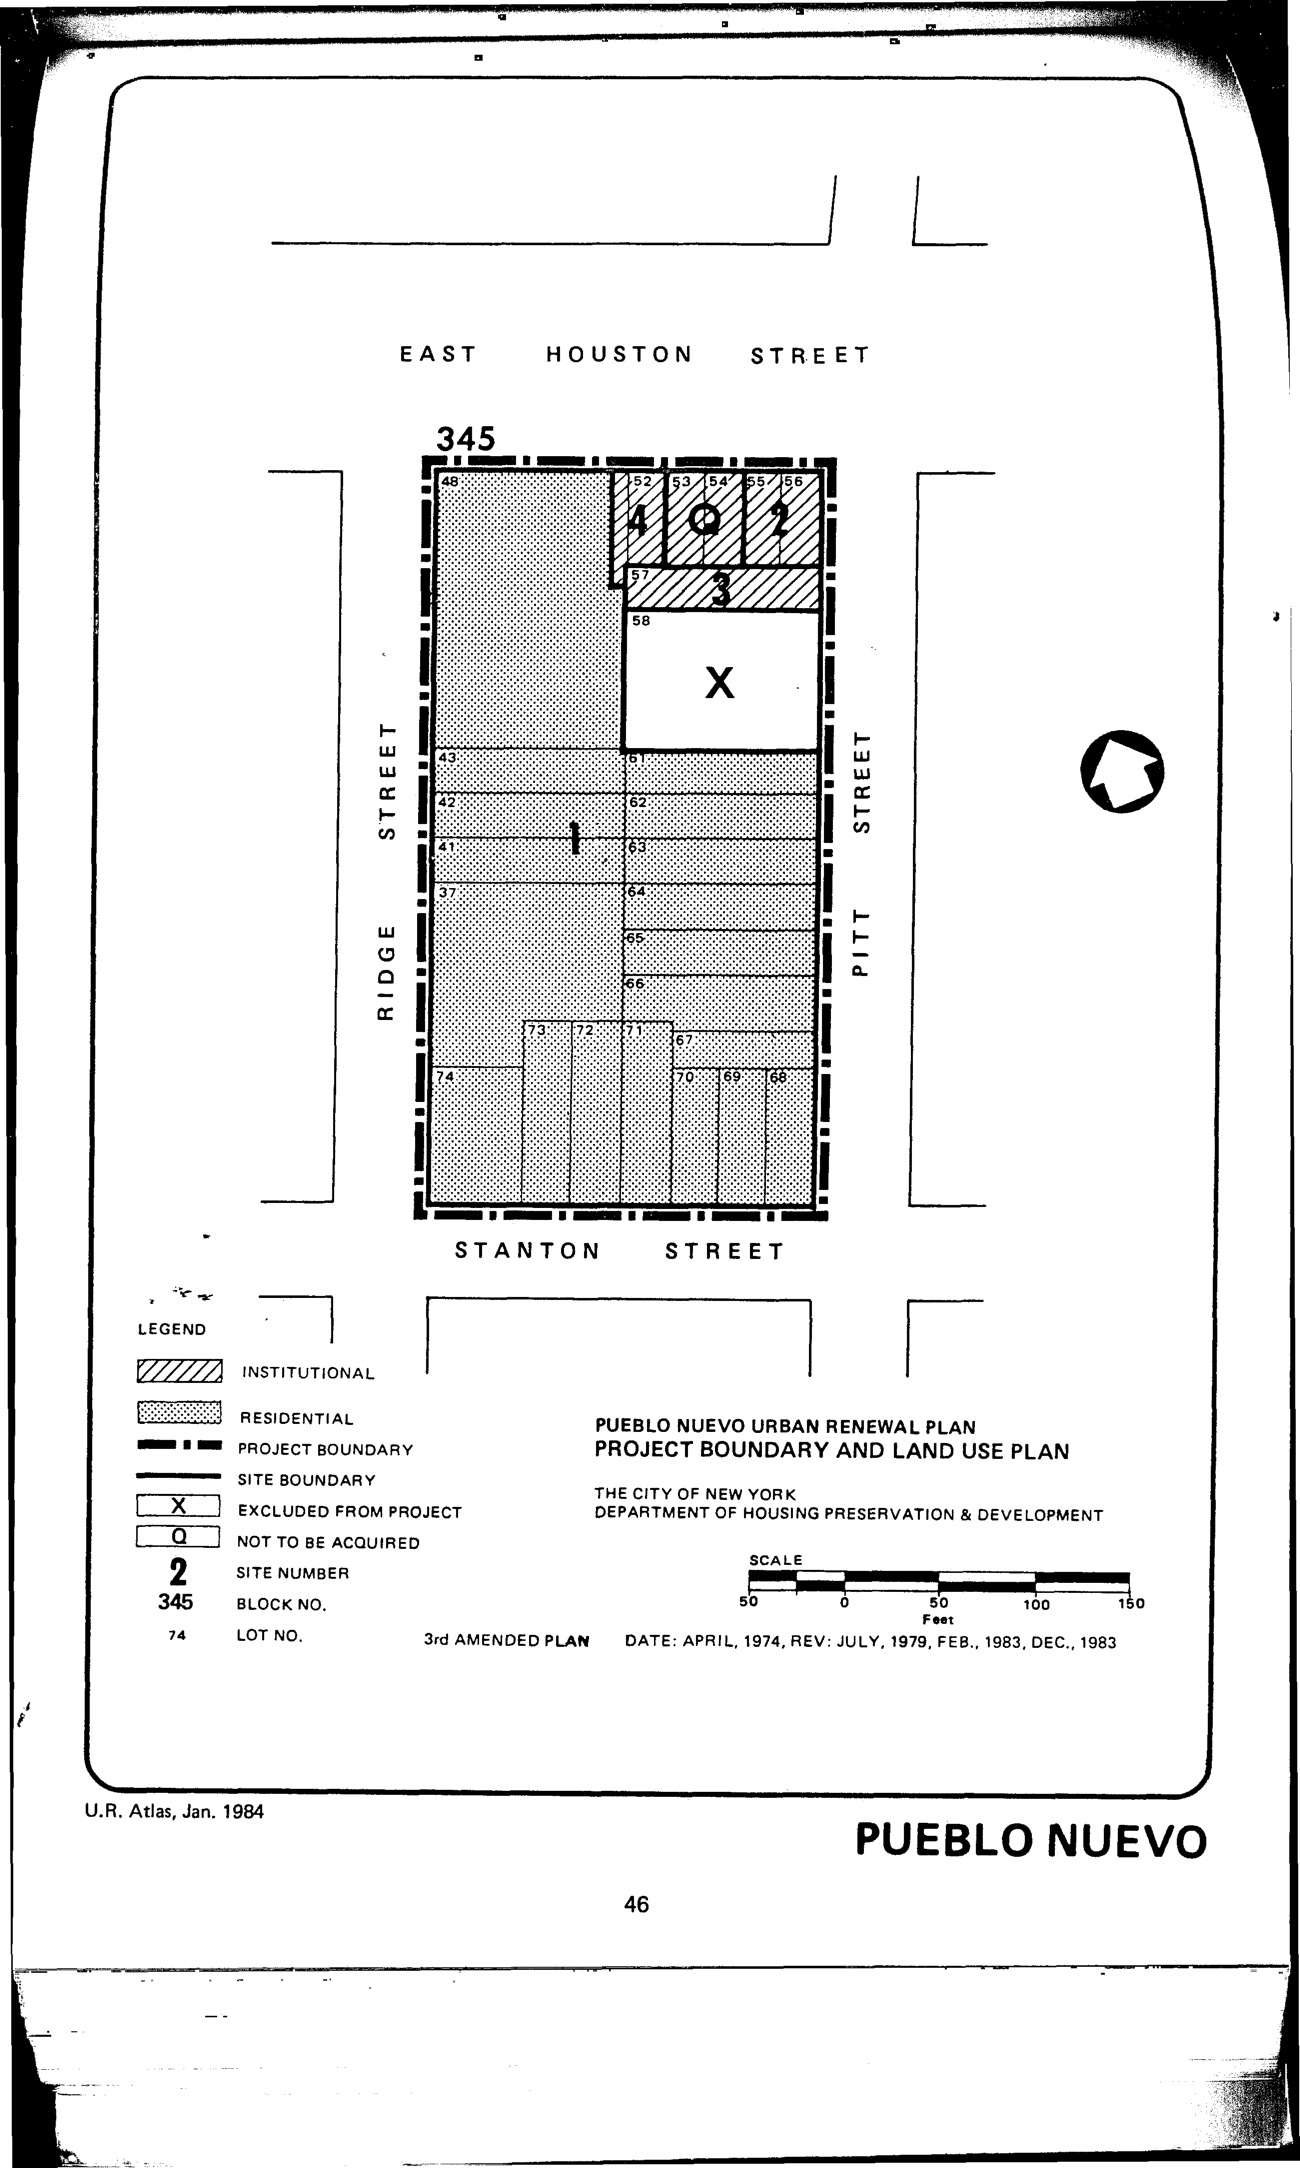 EAST HOUSTON STREET
345
48
52
53
54
55
56
4
Q
2
57
3
58
X
43
61
42
62
1
41
63
37
64
65
66
73
72
71
67
74
70
69
68
RIDGE STREET
PITT STREET
STANTON STREET
LEGEND
INSTITUTIONAL
RESIDENTIAL
PROJECT BOUNDARY
SITE BOUNDARY
X EXCLUDED FROM PROJECT
Q NOT TO BE ACQUIRED
2 SITE NUMBER
345 BLOCK NO.
74 LOT NO.
PUEBLO NUEVO URBAN RENEWAL PLAN
PROJECT BOUNDARY AND LAND USE PLAN
THE CITY OF NEW YORK
DEPARTMENT OF HOUSING PRESERVATION & DEVELOPMENT
SCALE
50 0 50 100 150
Feet
3rd AMENDED PLAN DATE: APRIL, 1974, REV: JULY, 1979, FEB., 1983, DEC., 1983
U.R. Atlas, Jan. 1984
PUEBLO NUEVO
46